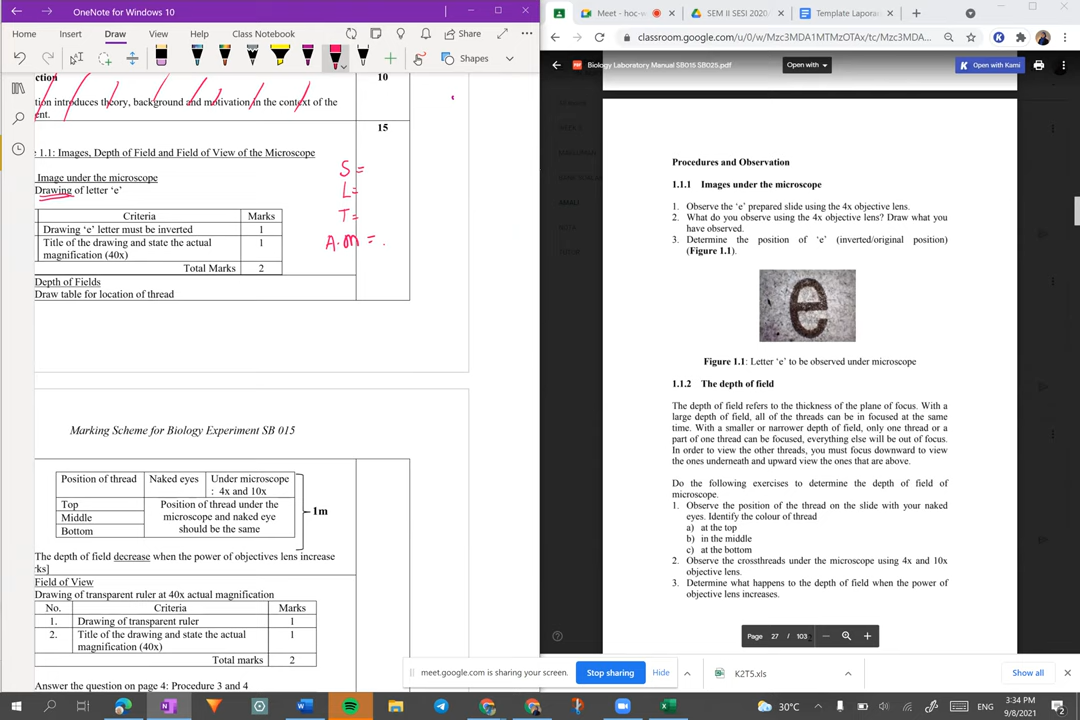 OneNote for Windows 10
Home Insert Draw View Help Class Notebook Share
Shapes
ction
tion introduces theory, background and motivation in the context of the
ent.
10
15
e 1.1: Images, Depth of Field and Field of View of the Microscope
Image under the microscope
Drawing of letter ‘e’
Criteria Marks
Drawing ‘e’ letter must be inverted 1
Title of the drawing and state the actual 1
magnification (40x)
Total Marks 2
S =
L =
T =
A.M =
Depth of Fields
Draw table for location of thread
Marking Scheme for Biology Experiment SB 015
Position of thread Naked eyes Under microscope
: 4x and 10x
Top Position of thread under the
Middle microscope and naked eye
Bottom should be the same
1m
The depth of field decrease when the power of objectives lens increase
rks]
Field of View
Drawing of transparent ruler at 40x actual magnification
No. Criteria Marks
1. Drawing of transparent ruler 1
2. Title of the drawing and state the actual 1
magnification (40x)
Total marks 2
Answer the question on page 4: Procedure 3 and 4
Meet - hoc-w
SEM II SESI 2020/
Template Lapora
classroom.google.com/u/0/w/Mzc3MDA1MTMzOTAx/tc/Mzc3MDA...
PDF Biology Laboratory Manual SB015 SB025.pdf
Open with
Open with Kami
Procedures and Observation
1.1.1 Images under the microscope
1. Observe the ‘e’ prepared slide using the 4x objective lens.
2. What do you observe using the 4x objective lens? Draw what you
have observed.
3. Determine the position of ‘e’ (inverted/original position)
(Figure 1.1).
e
Figure 1.1: Letter ‘e’ to be observed under microscope
1.1.2 The depth of field
The depth of field refers to the thickness of the plane of focus. With a
large depth of field, all of the threads can be in focused at the same
time. With a smaller or narrower depth of field, only one thread or a
part of one thread can be focused, everything else will be out of focus.
In order to view the other threads, you must focus downward to view
the ones underneath and upward view the ones that are above.
Do the following exercises to determine the depth of field of
microscope.
1. Observe the position of the thread on the slide with your naked
eyes. Identify the colour of thread
a) at the top
b) in the middle
c) at the bottom
2. Observe the crossthreads under the microscope using 4x and 10x
objective lens.
3. Determine what happens to the depth of field when the power of
objective lens increases.
Page 27 / 103
meet.google.com is sharing your screen. Stop sharing Hide
K2T5.xls
Show all
30°C
ENG
3:34 PM
9/8/2021